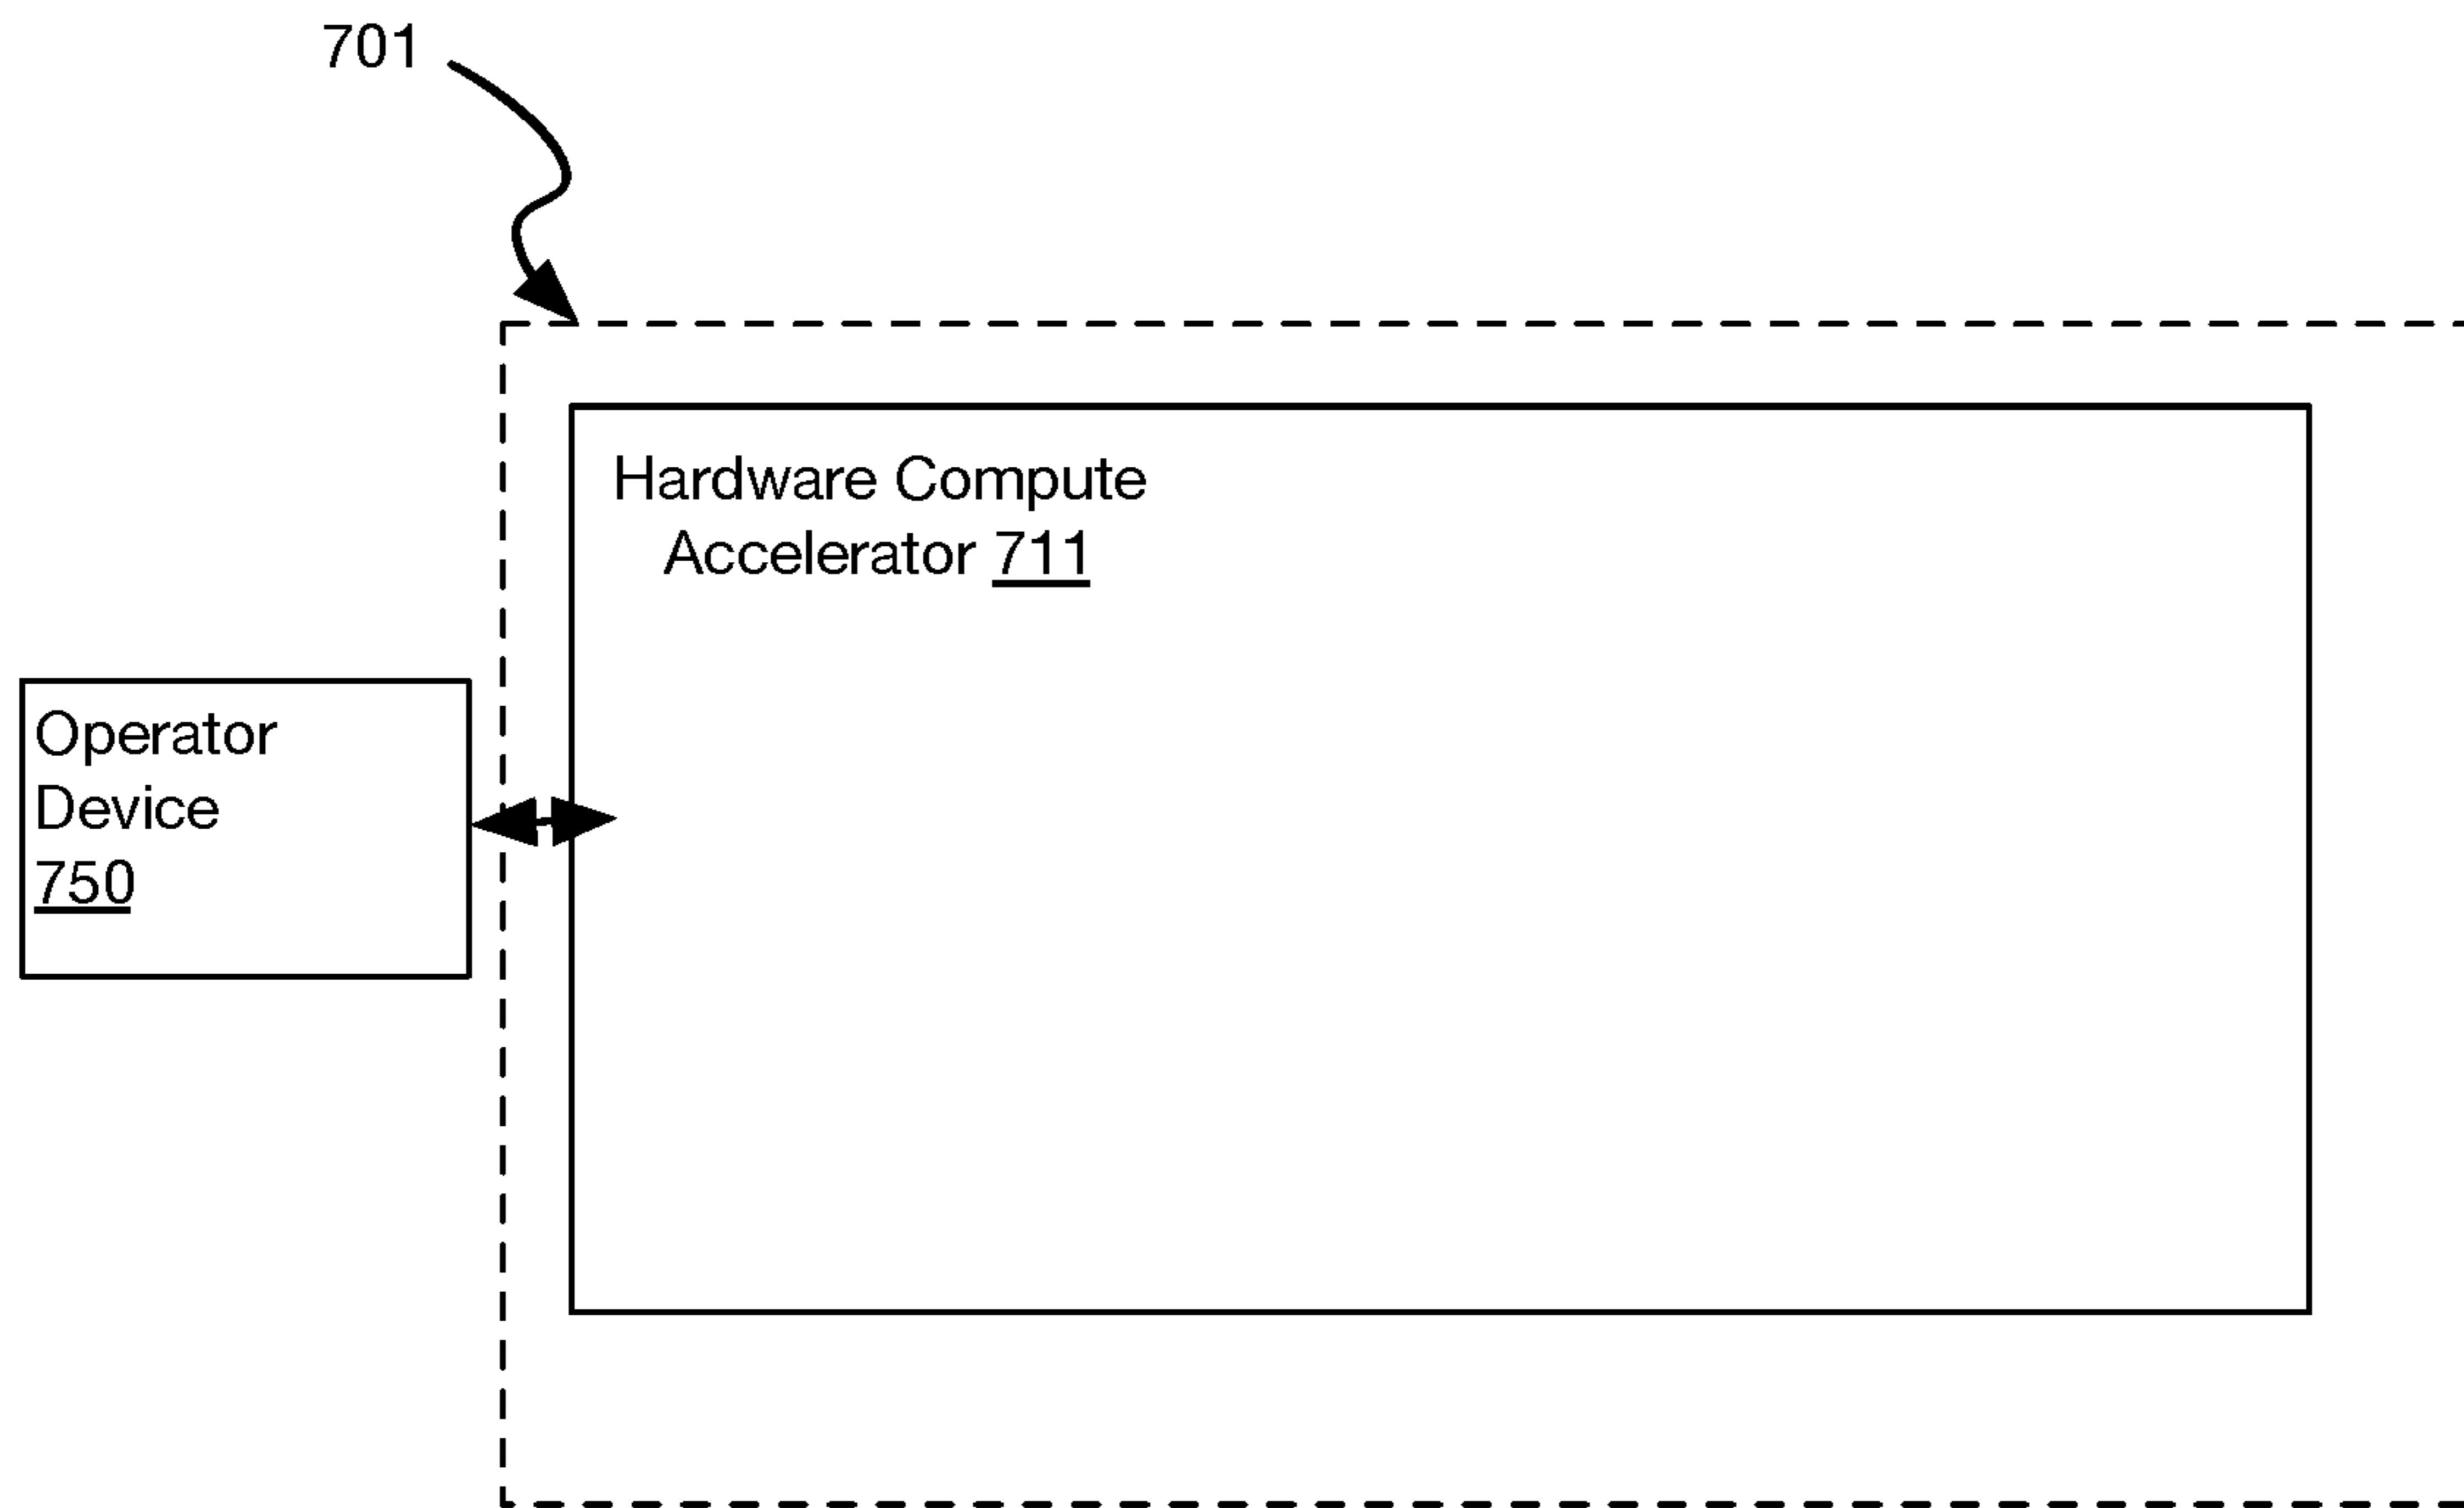 701
Hardware Compute
Accelerator 711
Operator
Device
750